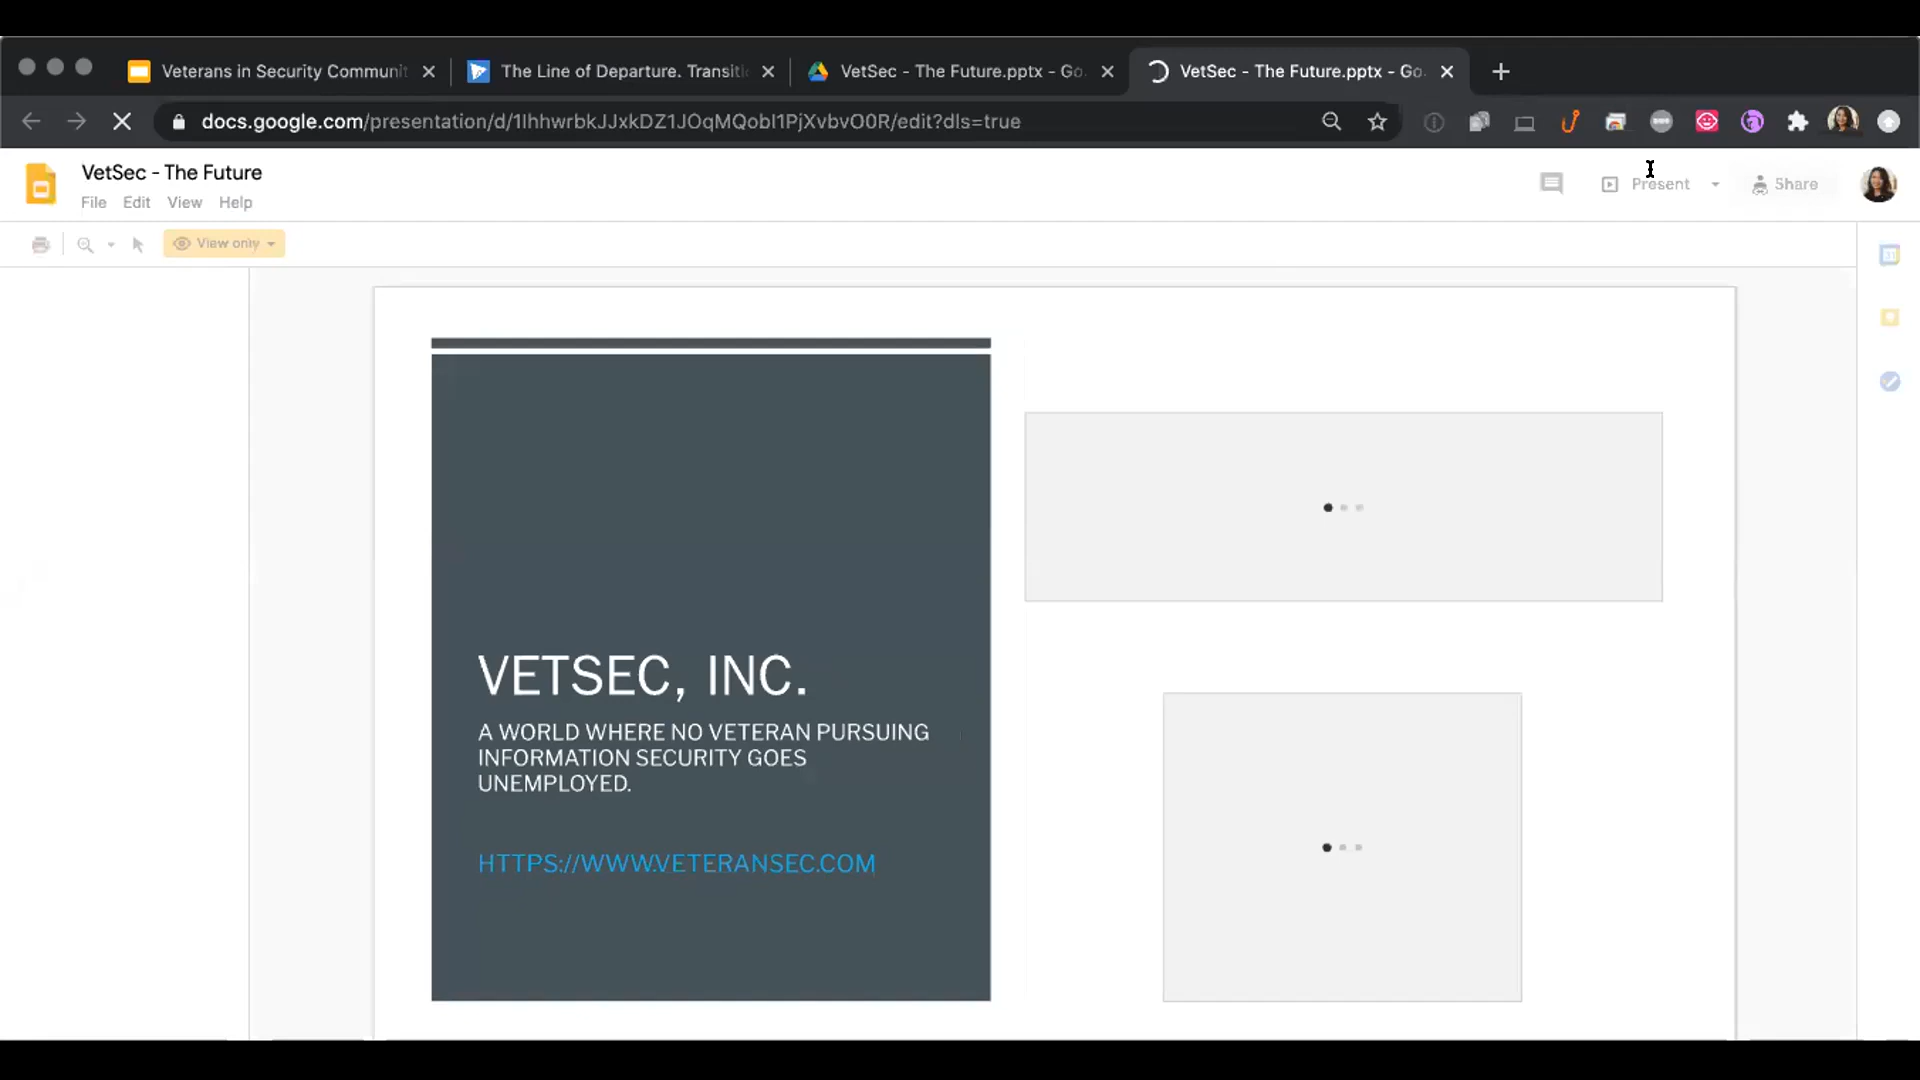 Veterans in Security Communit
The Line of Departure. Transiti
VetSec - The Future.pptx - Go
VetSec - The Future.pptx - Go
docs.google.com/presentation/d/1IhhwrbkJJxkDZ1JOqMQobI1PjXvbvO0R/edit?dls=true
VetSec - The Future
File Edit View Help
Present
Share
View only
VETSEC, INC.
A WORLD WHERE NO VETERAN PURSUING
INFORMATION SECURITY GOES
UNEMPLOYED.
HTTPS://WWW.VETERANSEC.COM